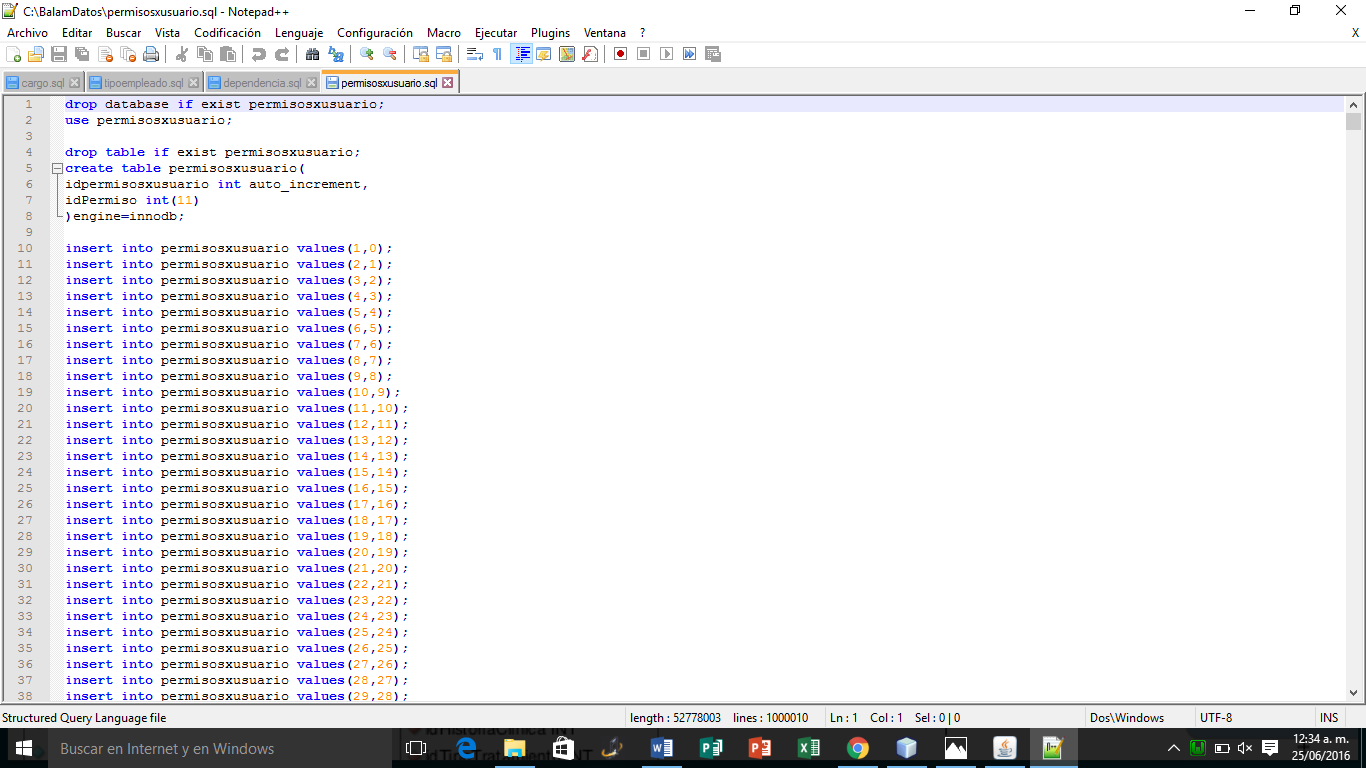 C:\BalamDatos\permisosxusuario.sql - Notepad++
Archivo Editar Buscar Vista Codificación Lenguaje Configuración Macro Ejecutar Plugins Ventana ? X
cargo.sql tipoempleado.sql dependencia.sql permisosxusuario.sql
1 drop database if exist permisosxusuario;
2 use permisosxusuario;
3
4 drop table if exist permisosxusuario;
5 create table permisosxusuario(
6 idpermisosxusuario int auto_increment,
7 idPermiso int(11)
8 )engine=innodb;
9
10 insert into permisosxusuario values(1,0);
11 insert into permisosxusuario values(2,1);
12 insert into permisosxusuario values(3,2);
13 insert into permisosxusuario values(4,3);
14 insert into permisosxusuario values(5,4);
15 insert into permisosxusuario values(6,5);
16 insert into permisosxusuario values(7,6);
17 insert into permisosxusuario values(8,7);
18 insert into permisosxusuario values(9,8);
19 insert into permisosxusuario values(10,9);
20 insert into permisosxusuario values(11,10);
21 insert into permisosxusuario values(12,11);
22 insert into permisosxusuario values(13,12);
23 insert into permisosxusuario values(14,13);
24 insert into permisosxusuario values(15,14);
25 insert into permisosxusuario values(16,15);
26 insert into permisosxusuario values(17,16);
27 insert into permisosxusuario values(18,17);
28 insert into permisosxusuario values(19,18);
29 insert into permisosxusuario values(20,19);
30 insert into permisosxusuario values(21,20);
31 insert into permisosxusuario values(22,21);
32 insert into permisosxusuario values(23,22);
33 insert into permisosxusuario values(24,23);
34 insert into permisosxusuario values(25,24);
35 insert into permisosxusuario values(26,25);
36 insert into permisosxusuario values(27,26);
37 insert into permisosxusuario values(28,27);
38 insert into permisosxusuario values(29,28);
Structured Query Language file length : 52778003 lines : 1000010 Ln : 1 Col : 1 Sel : 0 | 0 Dos\Windows UTF-8 INS
Buscar en Internet y en Windows
12:34 a. m.
25/06/2016